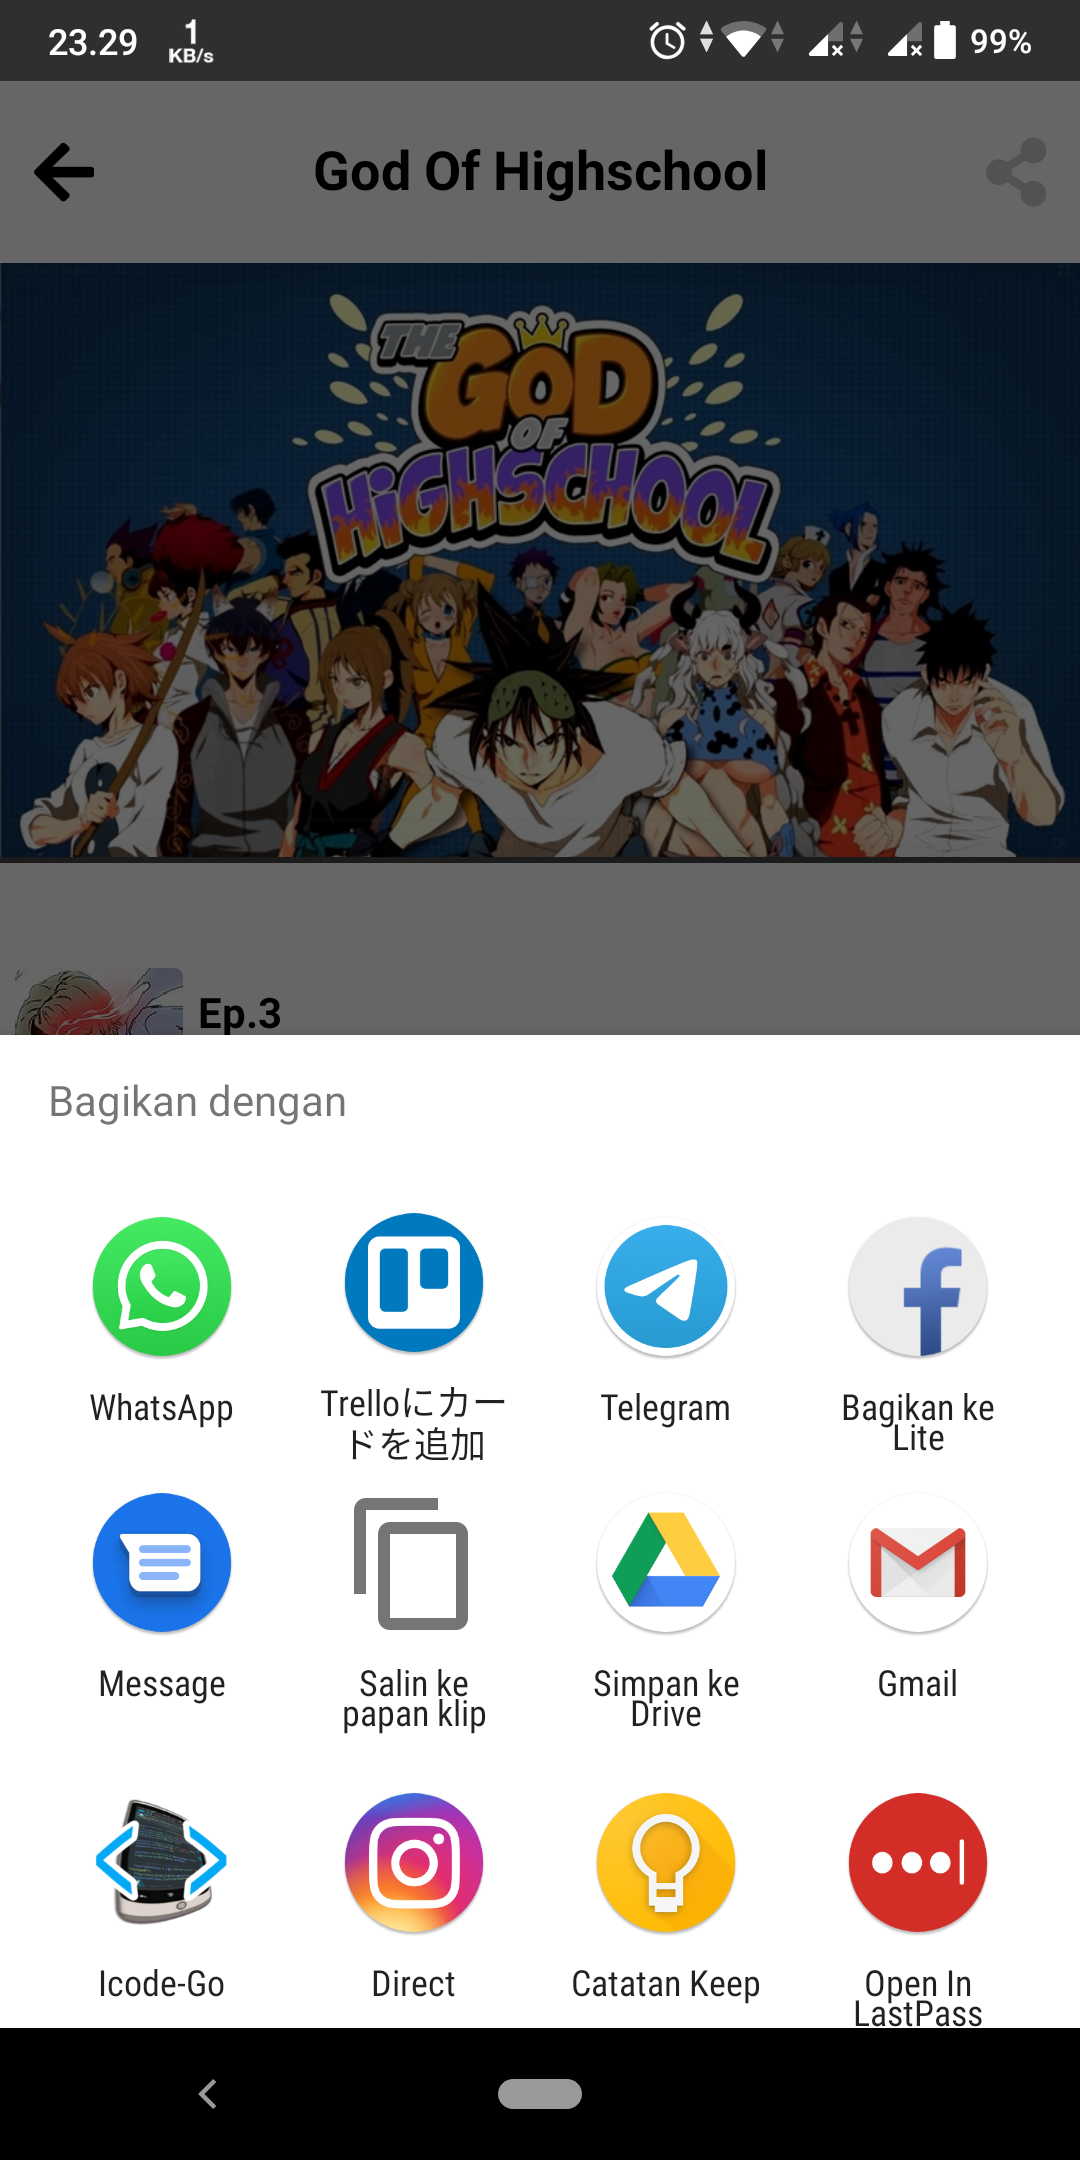 23.29
1
KB/s
99%
God Of Highschool
THE
GOD
OF
HIGHSCHOOL
Ep.3
Bagikan dengan
WhatsApp
Trelloにカー
ドを追加
Telegram
Bagikan ke
Lite
Message
Salin ke
papan klip
Simpan ke
Drive
Gmail
Icode-Go
Direct
Catatan Keep
Open In
LastPass